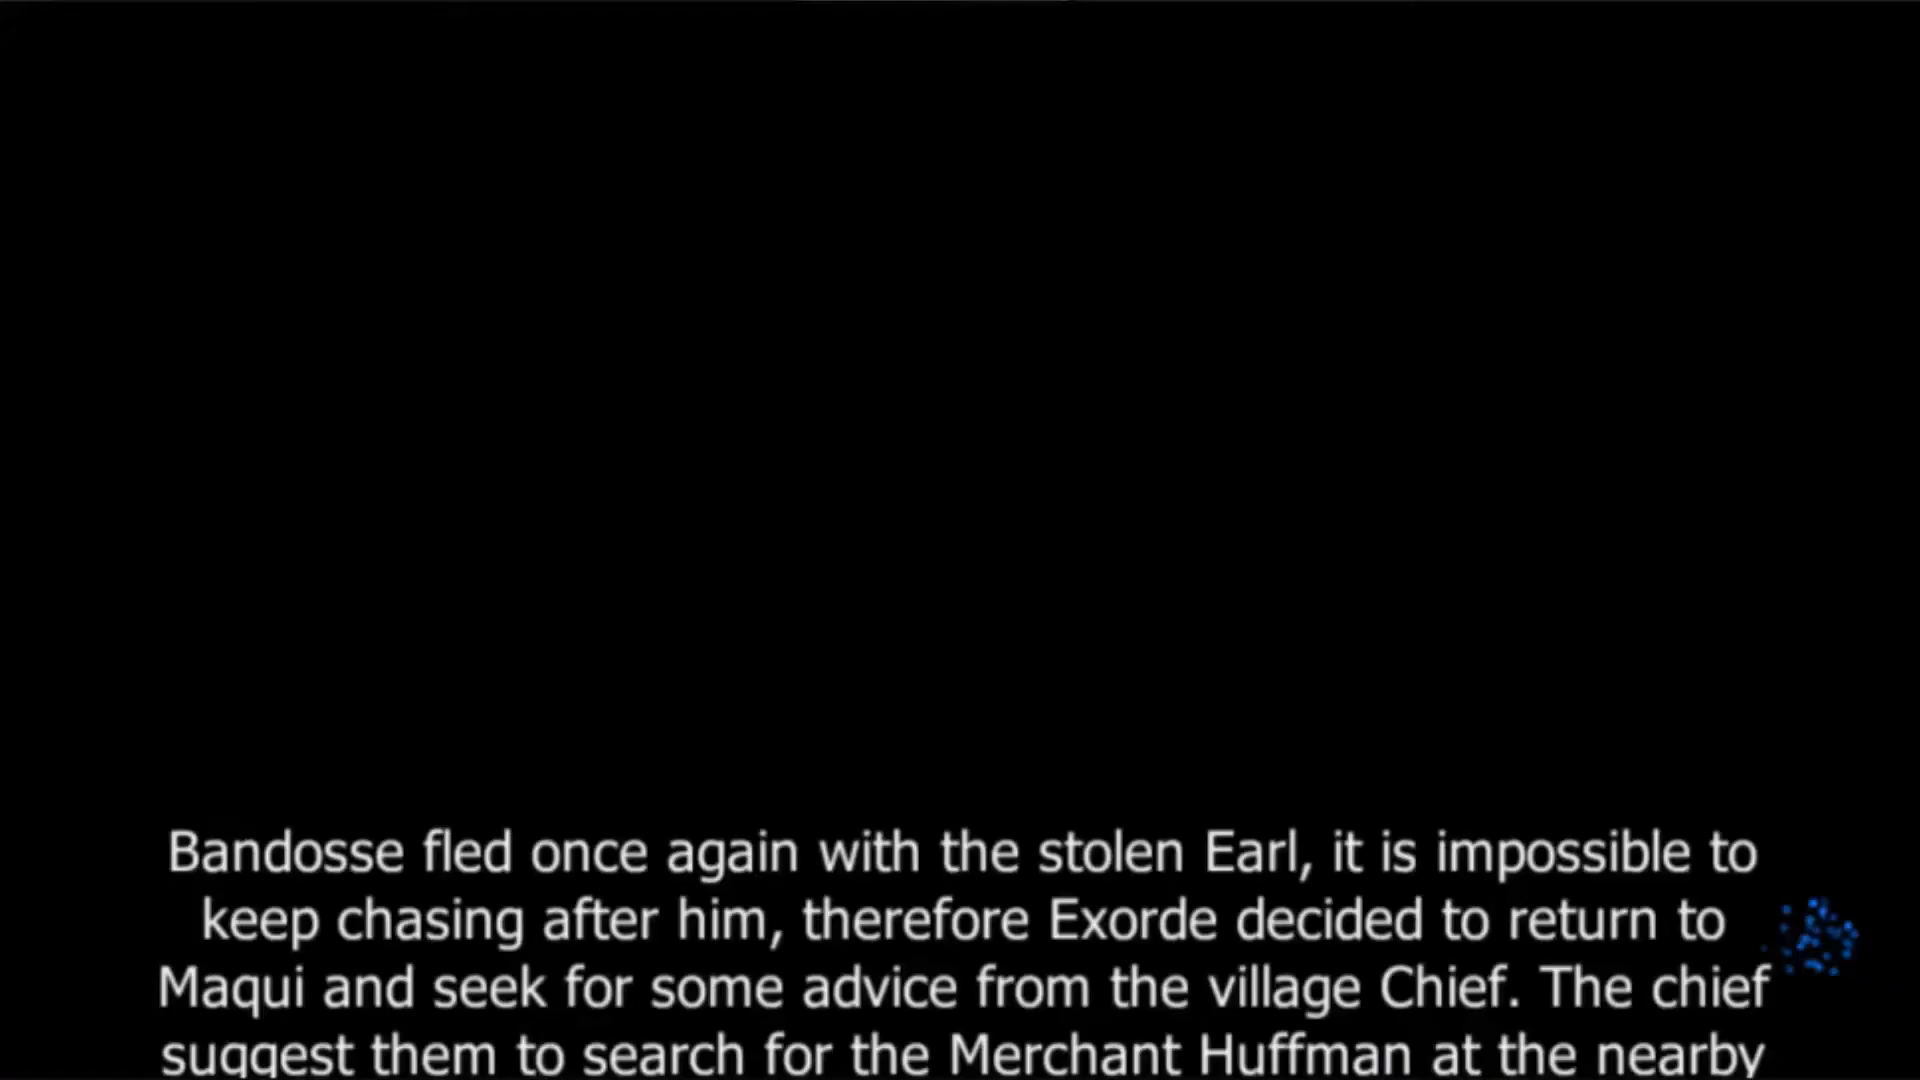 Bandosse fled once again with the stolen Earl, it is impossible to
keep chasing after him, therefore Exorde decided to return to
Maqui and seek for some advice from the village Chief. The chief
suggest them to search for the Merchant Huffman at the nearby